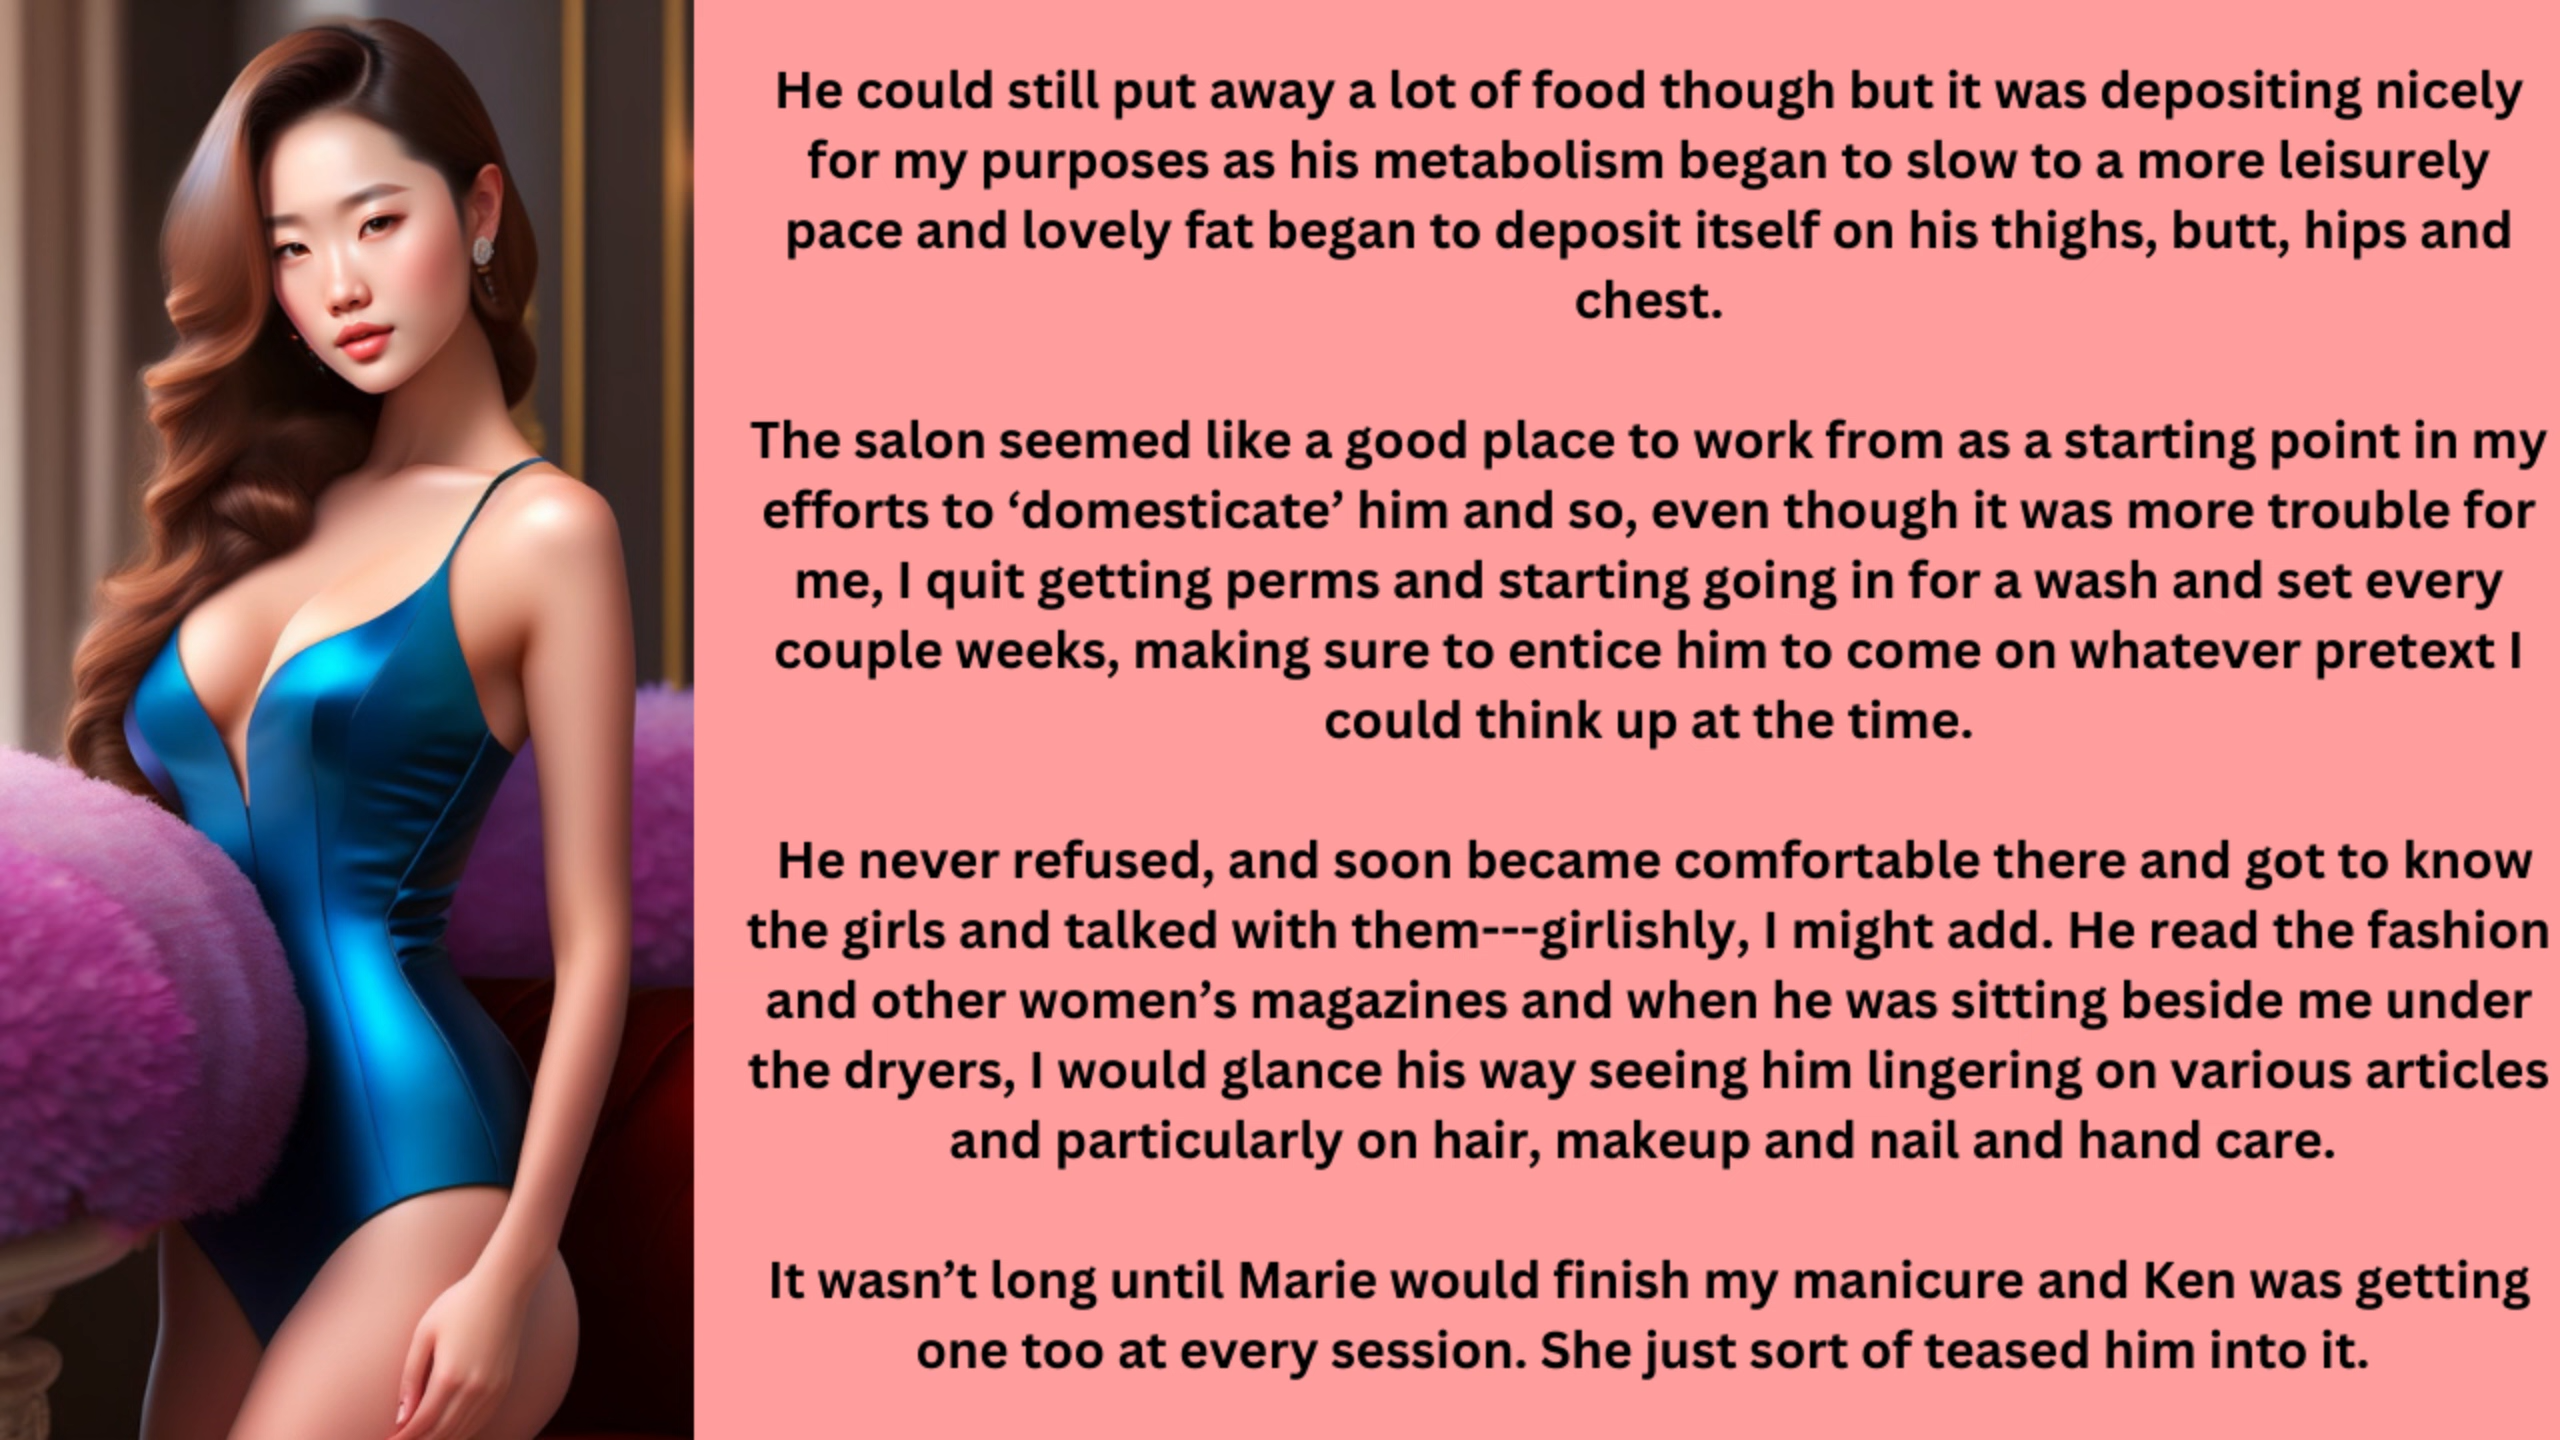 He could still put away a lot of food though but it was depositing nicely
for my purposes as his metabolism began to slow to a more leisurely
pace and lovely fat began to deposit itself on his thighs, butt, hips and
chest.
The salon seemed like a good place to work from as a starting point in my
efforts to ‘domesticate’ him and so, even though it was more trouble for
me, I quit getting perms and starting going in for a wash and set every
couple weeks, making sure to entice him to come on whatever pretext I
could think up at the time.
He never refused, and soon became comfortable there and got to know
the girls and talked with them---girlishly, I might add. He read the fashion
and other women’s magazines and when he was sitting beside me under
the dryers, I would glance his way seeing him lingering on various articles
and particularly on hair, makeup and nail and hand care.
It wasn’t long until Marie would finish my manicure and Ken was getting
one too at every session. She just sort of teased him into it.